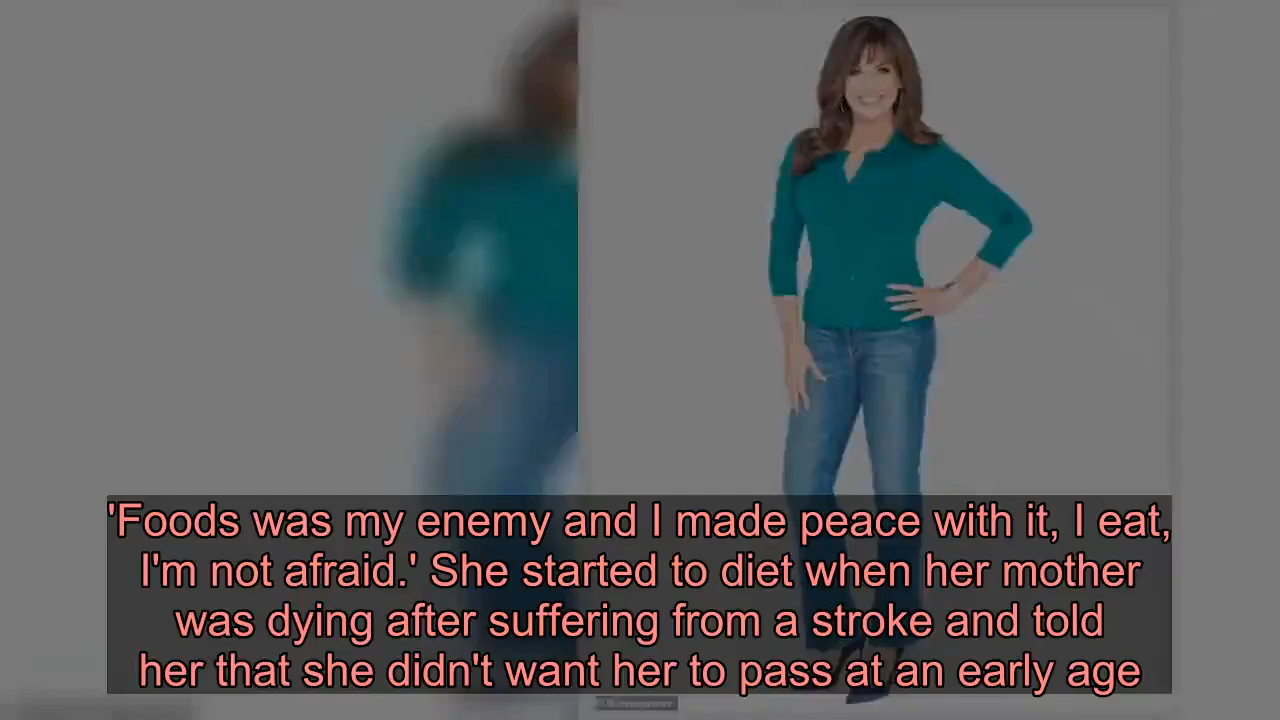 'Foods was my enemy and I made peace with it, I eat,
I'm not afraid.' She started to diet when her mother
was dying after suffering from a stroke and told
her that she didn't want her to pass at an early age